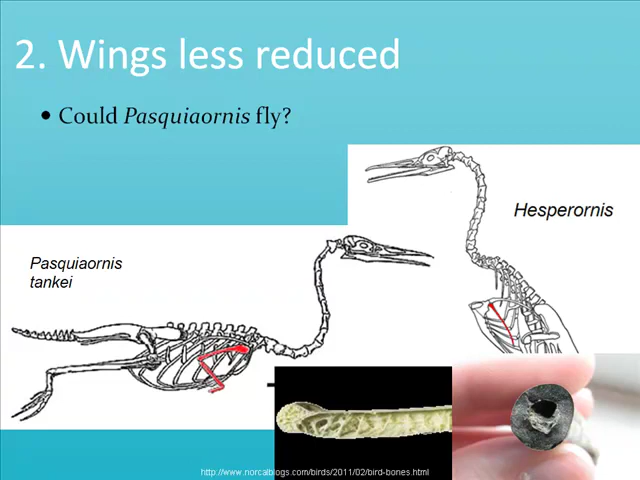 2. Wings less reduced
• Could Pasquiaornis fly?
Hesperornis
Pasquiaornis
tankei
http://www.norcalblogs.com/birds/2011/02/bird-bones.html